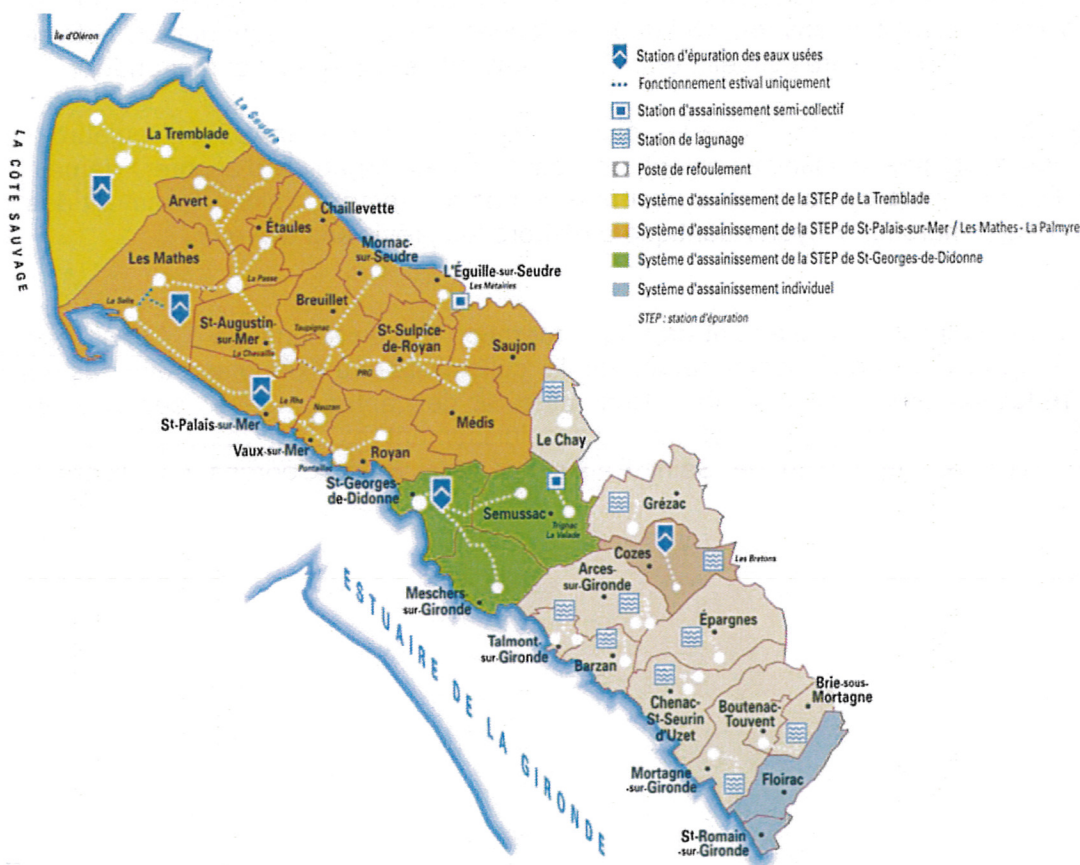 Île d'Oléron
La Seudre
LA CÔTE SAUVAGE
La Tremblade
Arvert
Étaules
Chaillevette
Les Mathes
Mornac-
sur-Seudre
L'Éguille-sur-Seudre
Les Métairies
La Passe
Breuillet
St-Augustin-
sur-Mer
La Chevaille
Taupignac
St-Sulpice-
de-Royan
PRG
Saujon
St-Palais-sur-Mer
Nauzan
Vaux-sur-Mer
Pontaillac
Royan
Médis
Le Chay
St-Georges-
de-Didonne
Semussac
Trignac
La Valade
Grézac
Cozes
Les Bretons
Meschers
-sur-Gironde
Arces-
sur-Gironde
Talmont-
sur-Gironde
Barzan
Épargnes
Chenac-
St-Seurin
d'Uzet
Boutenac-
Touvent
Brie-sous-
Mortagne
Mortagne
-sur-Gironde
Floirac
St-Romain
-sur-Gironde
ESTUAIRE DE LA GIRONDE
Station d'épuration des eaux usées
Fonctionnement estival uniquement
Station d'assainissement semi-collectif
Station de lagunage
Poste de refoulement
Système d'assainissement de la STEP de La Tremblade
Système d'assainissement de la STEP de St-Palais-sur-Mer / Les Mathes - La Palmyre
Système d'assainissement de la STEP de St-Georges-de-Didonne
Système d'assainissement individuel
STEP : station d'épuration